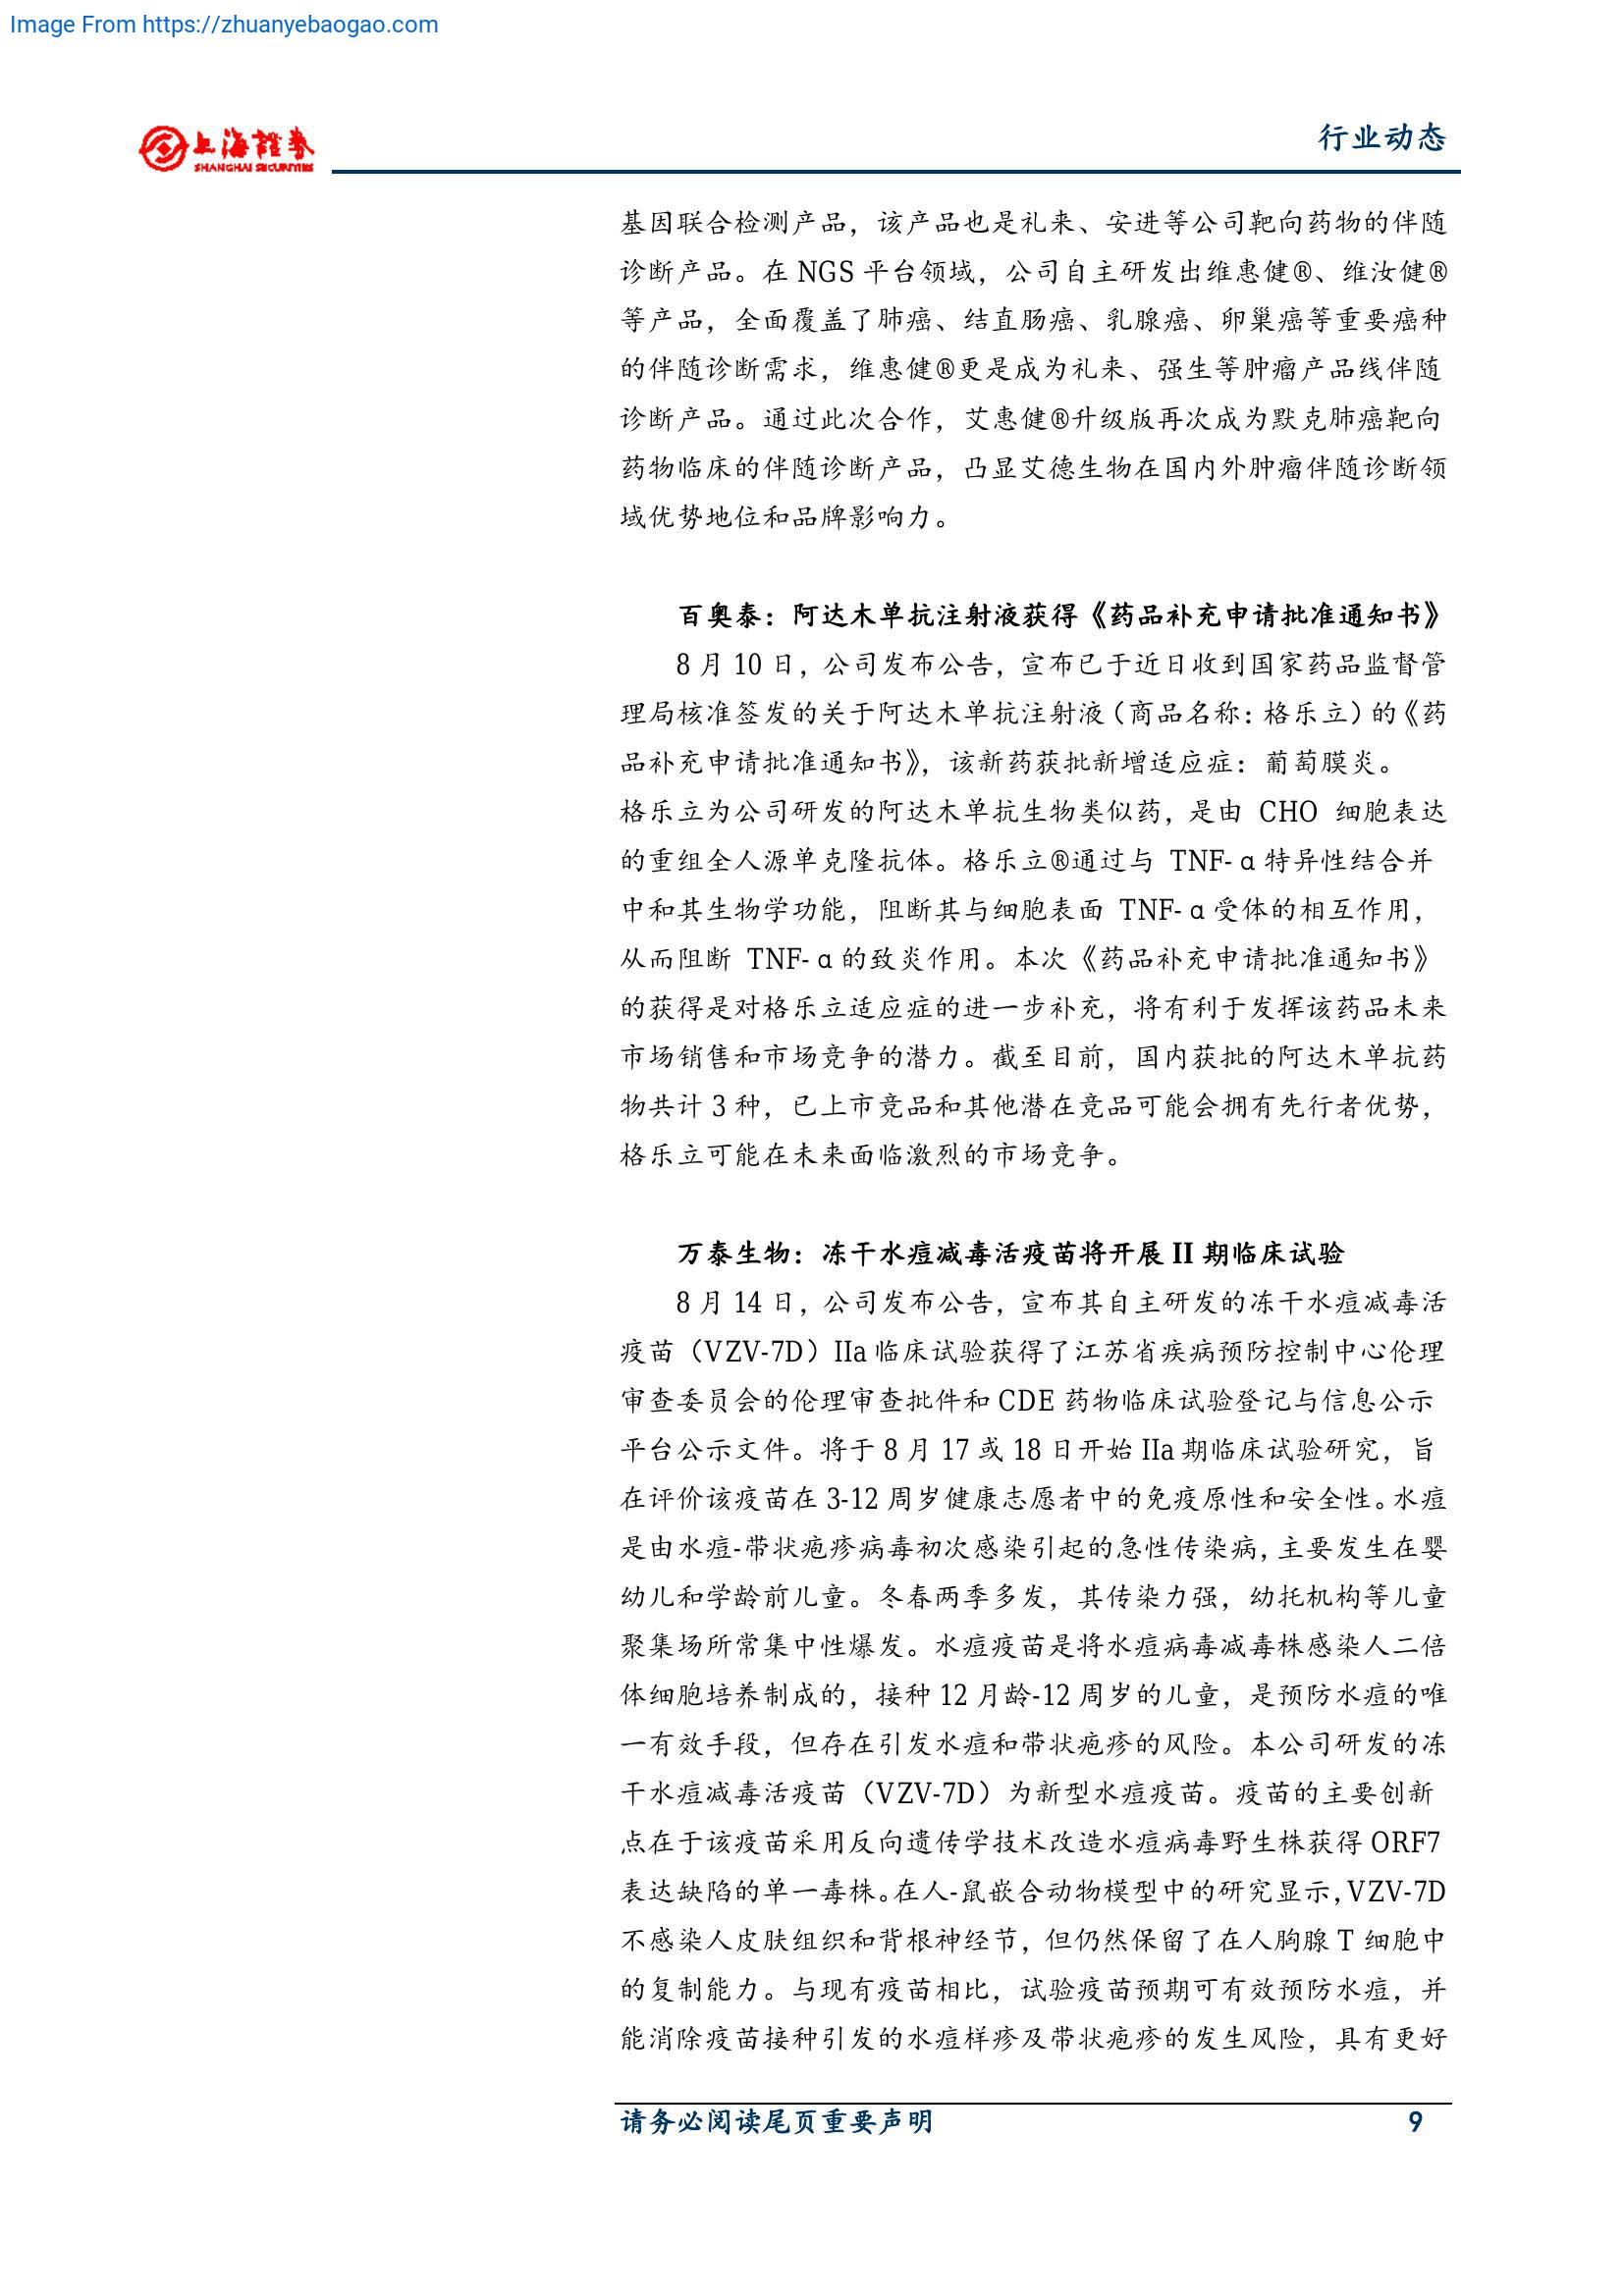 Image From https://zhuanyebaogao.com
上海證券
SHANGHAI SECURITIES
行业动态
基因联合检测产品，该产品也是礼来、安进等公司靶向药物的伴随
诊断产品。在 NGS 平台领域，公司自主研发出维惠健®、维汝健®
等产品，全面覆盖了肺癌、结直肠癌、乳腺癌、卵巢癌等重要癌种
的伴随诊断需求，维惠健®更是成为礼来、强生等肿瘤产品线伴随
诊断产品。通过此次合作，艾惠健®升级版再次成为默克肺癌靶向
药物临床的伴随诊断产品，凸显艾德生物在国内外肿瘤伴随诊断领
域优势地位和品牌影响力。
百奥泰：阿达木单抗注射液获得《药品补充申请批准通知书》
8 月 10 日，公司发布公告，宣布已于近日收到国家药品监督管
理局核准签发的关于阿达木单抗注射液（商品名称：格乐立）的《药
品补充申请批准通知书》，该新药获批新增适应症：葡萄膜炎。
格乐立为公司研发的阿达木单抗生物类似药，是由 CHO 细胞表达
的重组全人源单克隆抗体。格乐立®通过与 TNF-α特异性结合并
中和其生物学功能，阻断其与细胞表面 TNF-α受体的相互作用，
从而阻断 TNF-α的致炎作用。本次《药品补充申请批准通知书》
的获得是对格乐立适应症的进一步补充，将有利于发挥该药品未来
市场销售和市场竞争的潜力。截至目前，国内获批的阿达木单抗药
物共计 3 种，已上市竞品和其他潜在竞品可能会拥有先行者优势，
格乐立可能在未来面临激烈的市场竞争。
万泰生物：冻干水痘减毒活疫苗将开展 II 期临床试验
8 月 14 日，公司发布公告，宣布其自主研发的冻干水痘减毒活
疫苗（VZV-7D）IIa 临床试验获得了江苏省疾病预防控制中心伦理
审查委员会的伦理审查批件和 CDE 药物临床试验登记与信息公示
平台公示文件。将于 8 月 17 或 18 日开始 IIa 期临床试验研究，旨
在评价该疫苗在 3-12 周岁健康志愿者中的免疫原性和安全性。水痘
是由水痘-带状疱疹病毒初次感染引起的急性传染病，主要发生在婴
幼儿和学龄前儿童。冬春两季多发，其传染力强，幼托机构等儿童
聚集场所常集中性爆发。水痘疫苗是将水痘病毒减毒株感染人二倍
体细胞培养制成的，接种 12 月龄-12 周岁的儿童，是预防水痘的唯
一有效手段，但存在引发水痘和带状疱疹的风险。本公司研发的冻
干水痘减毒活疫苗（VZV-7D）为新型水痘疫苗。疫苗的主要创新
点在于该疫苗采用反向遗传学技术改造水痘病毒野生株获得 ORF7
表达缺陷的单一毒株。在人-鼠嵌合动物模型中的研究显示，VZV-7D
不感染人皮肤组织和背根神经节，但仍然保留了在人胸腺 T 细胞中
的复制能力。与现有疫苗相比，试验疫苗预期可有效预防水痘，并
能消除疫苗接种引发的水痘样疹及带状疱疹的发生风险，具有更好
请务必阅读尾页重要声明 9